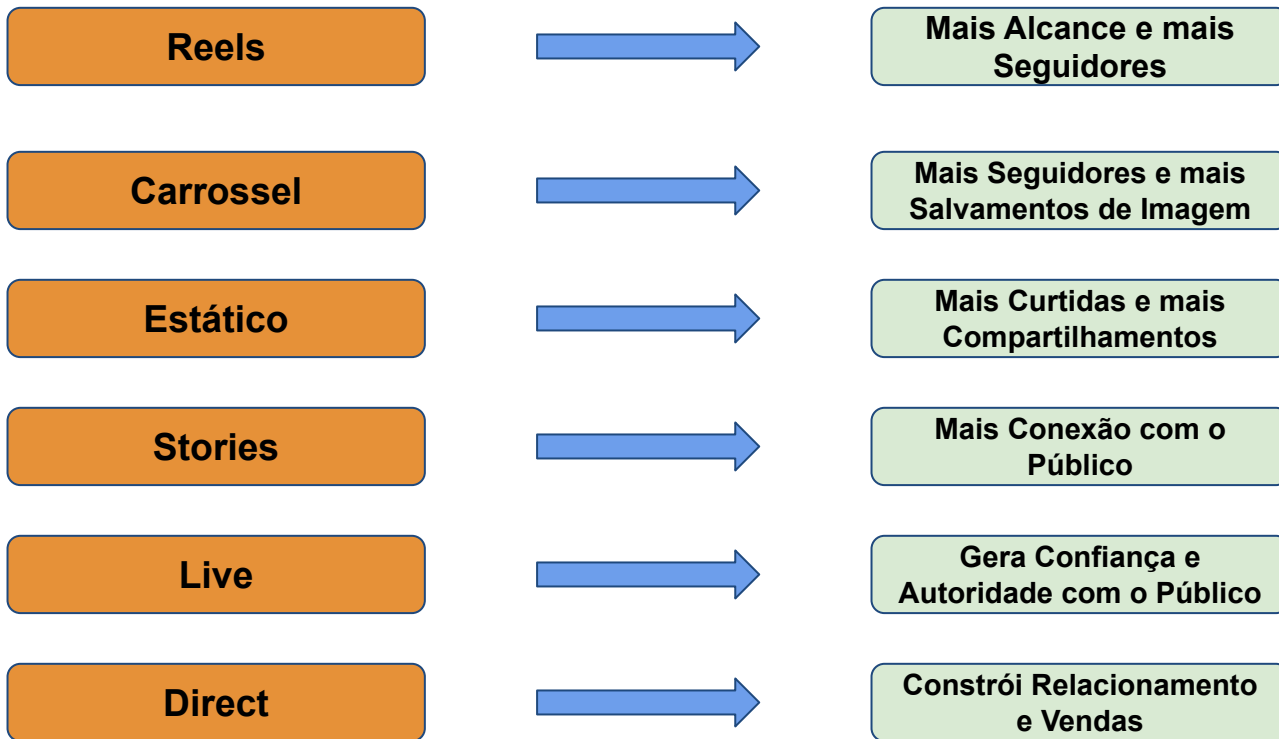 Reels
Mais Alcance e mais
Seguidores
Carrossel
Mais Seguidores e mais
Salvamentos de Imagem
Estático
Mais Curtidas e mais
Compartilhamentos
Stories
Mais Conexão com o
Público
Live
Gera Confiança e
Autoridade com o Público
Direct
Constrói Relacionamento
e Vendas